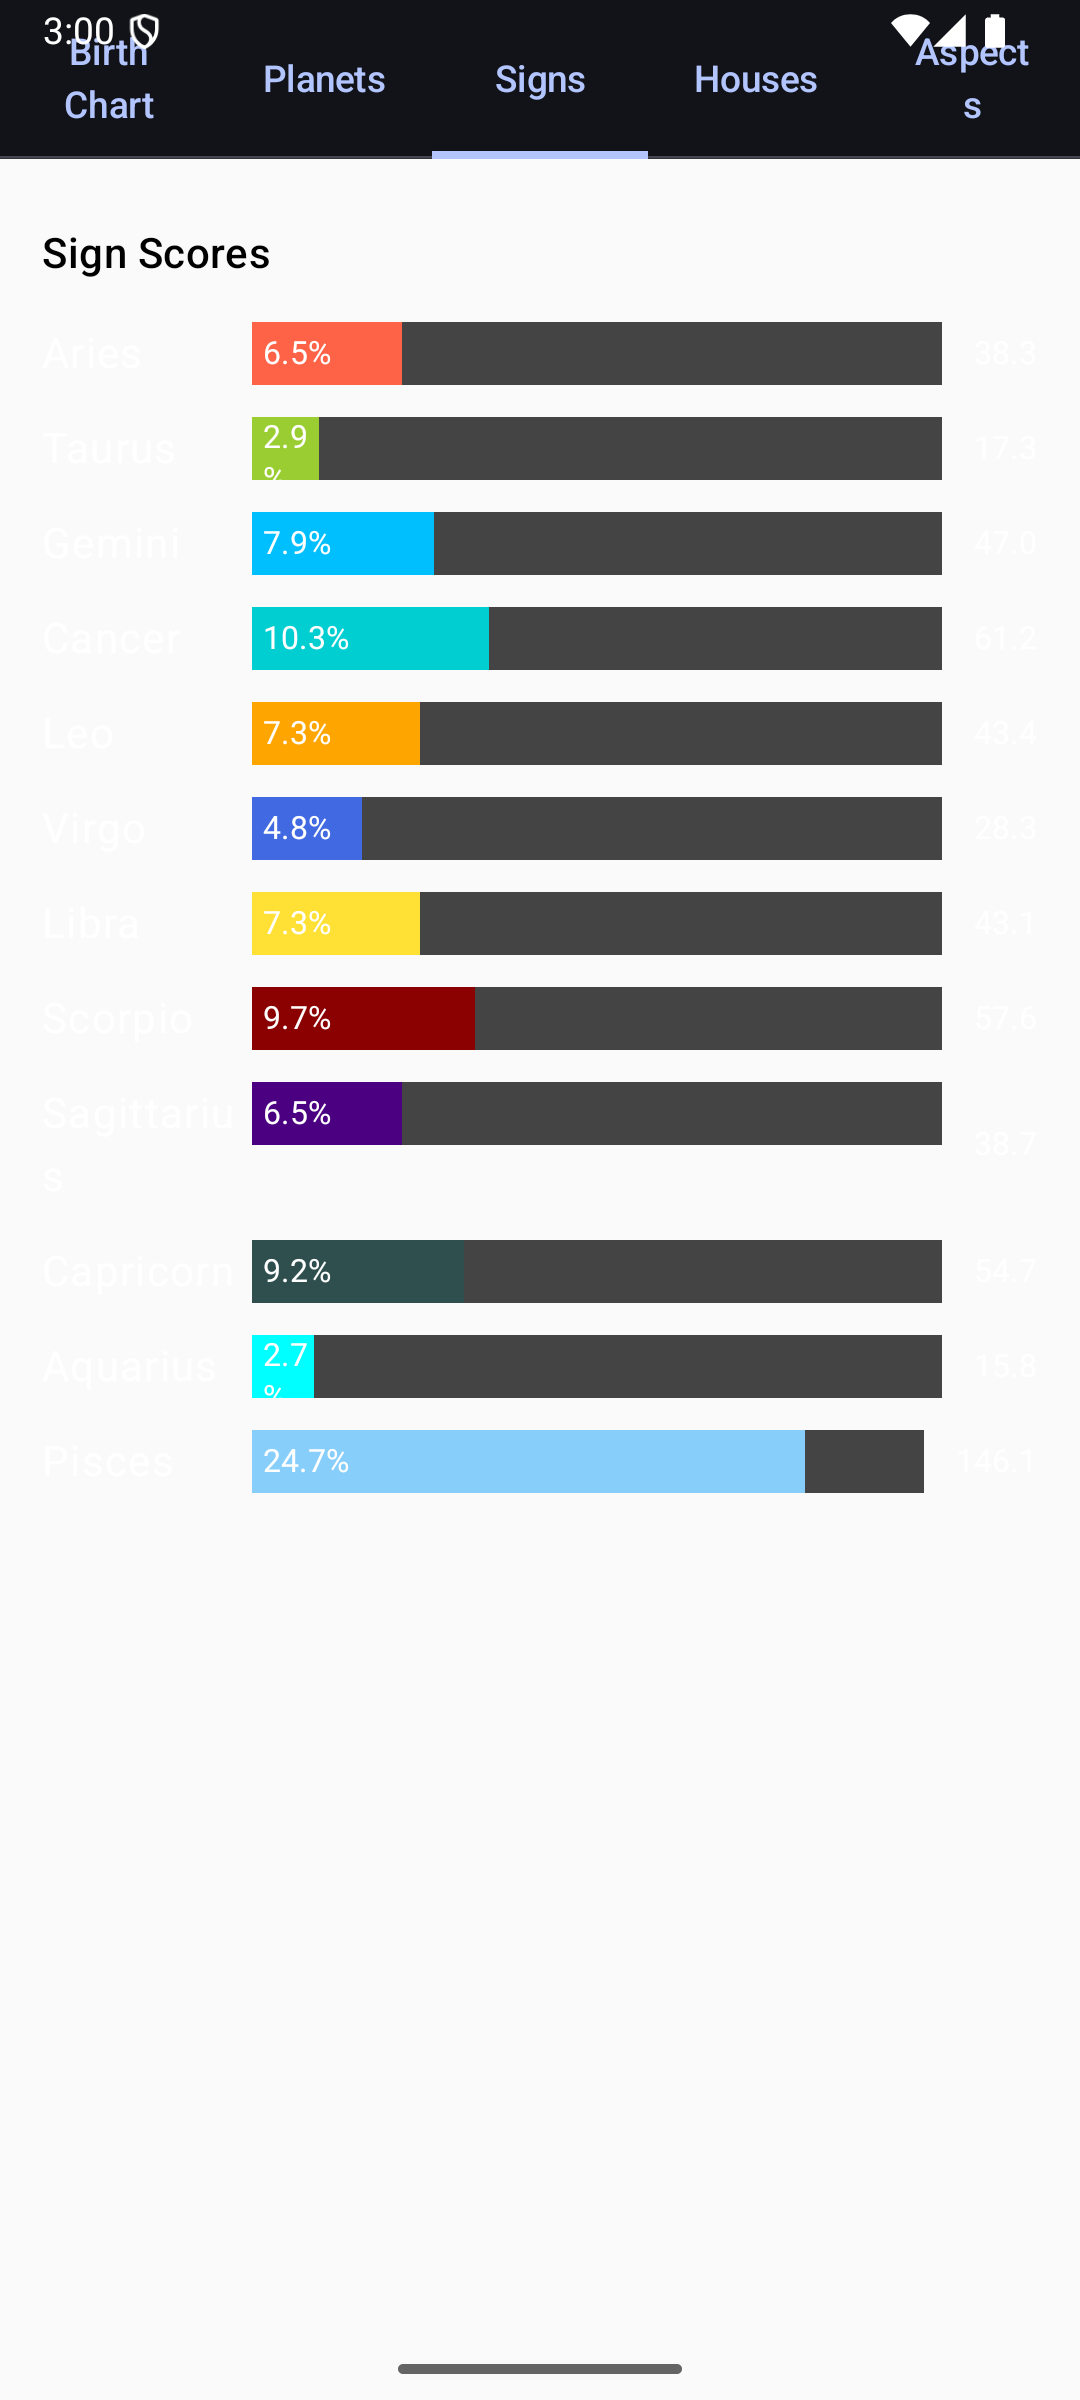 3:00
Birth
Chart
Planets
Signs
Houses
Aspect
s
Sign Scores
Aries 6.5% 38.3
Taurus 2.9
% 17.3
Gemini 7.9% 47.0
Cancer 10.3% 61.2
Leo 7.3% 43.4
Virgo 4.8% 28.3
Libra 7.3% 43.1
Scorpio 9.7% 57.6
Sagittariu 6.5% 38.7
s
Capricorn 9.2% 54.7
Aquarius 2.7
% 15.8
Pisces 24.7% 146.1